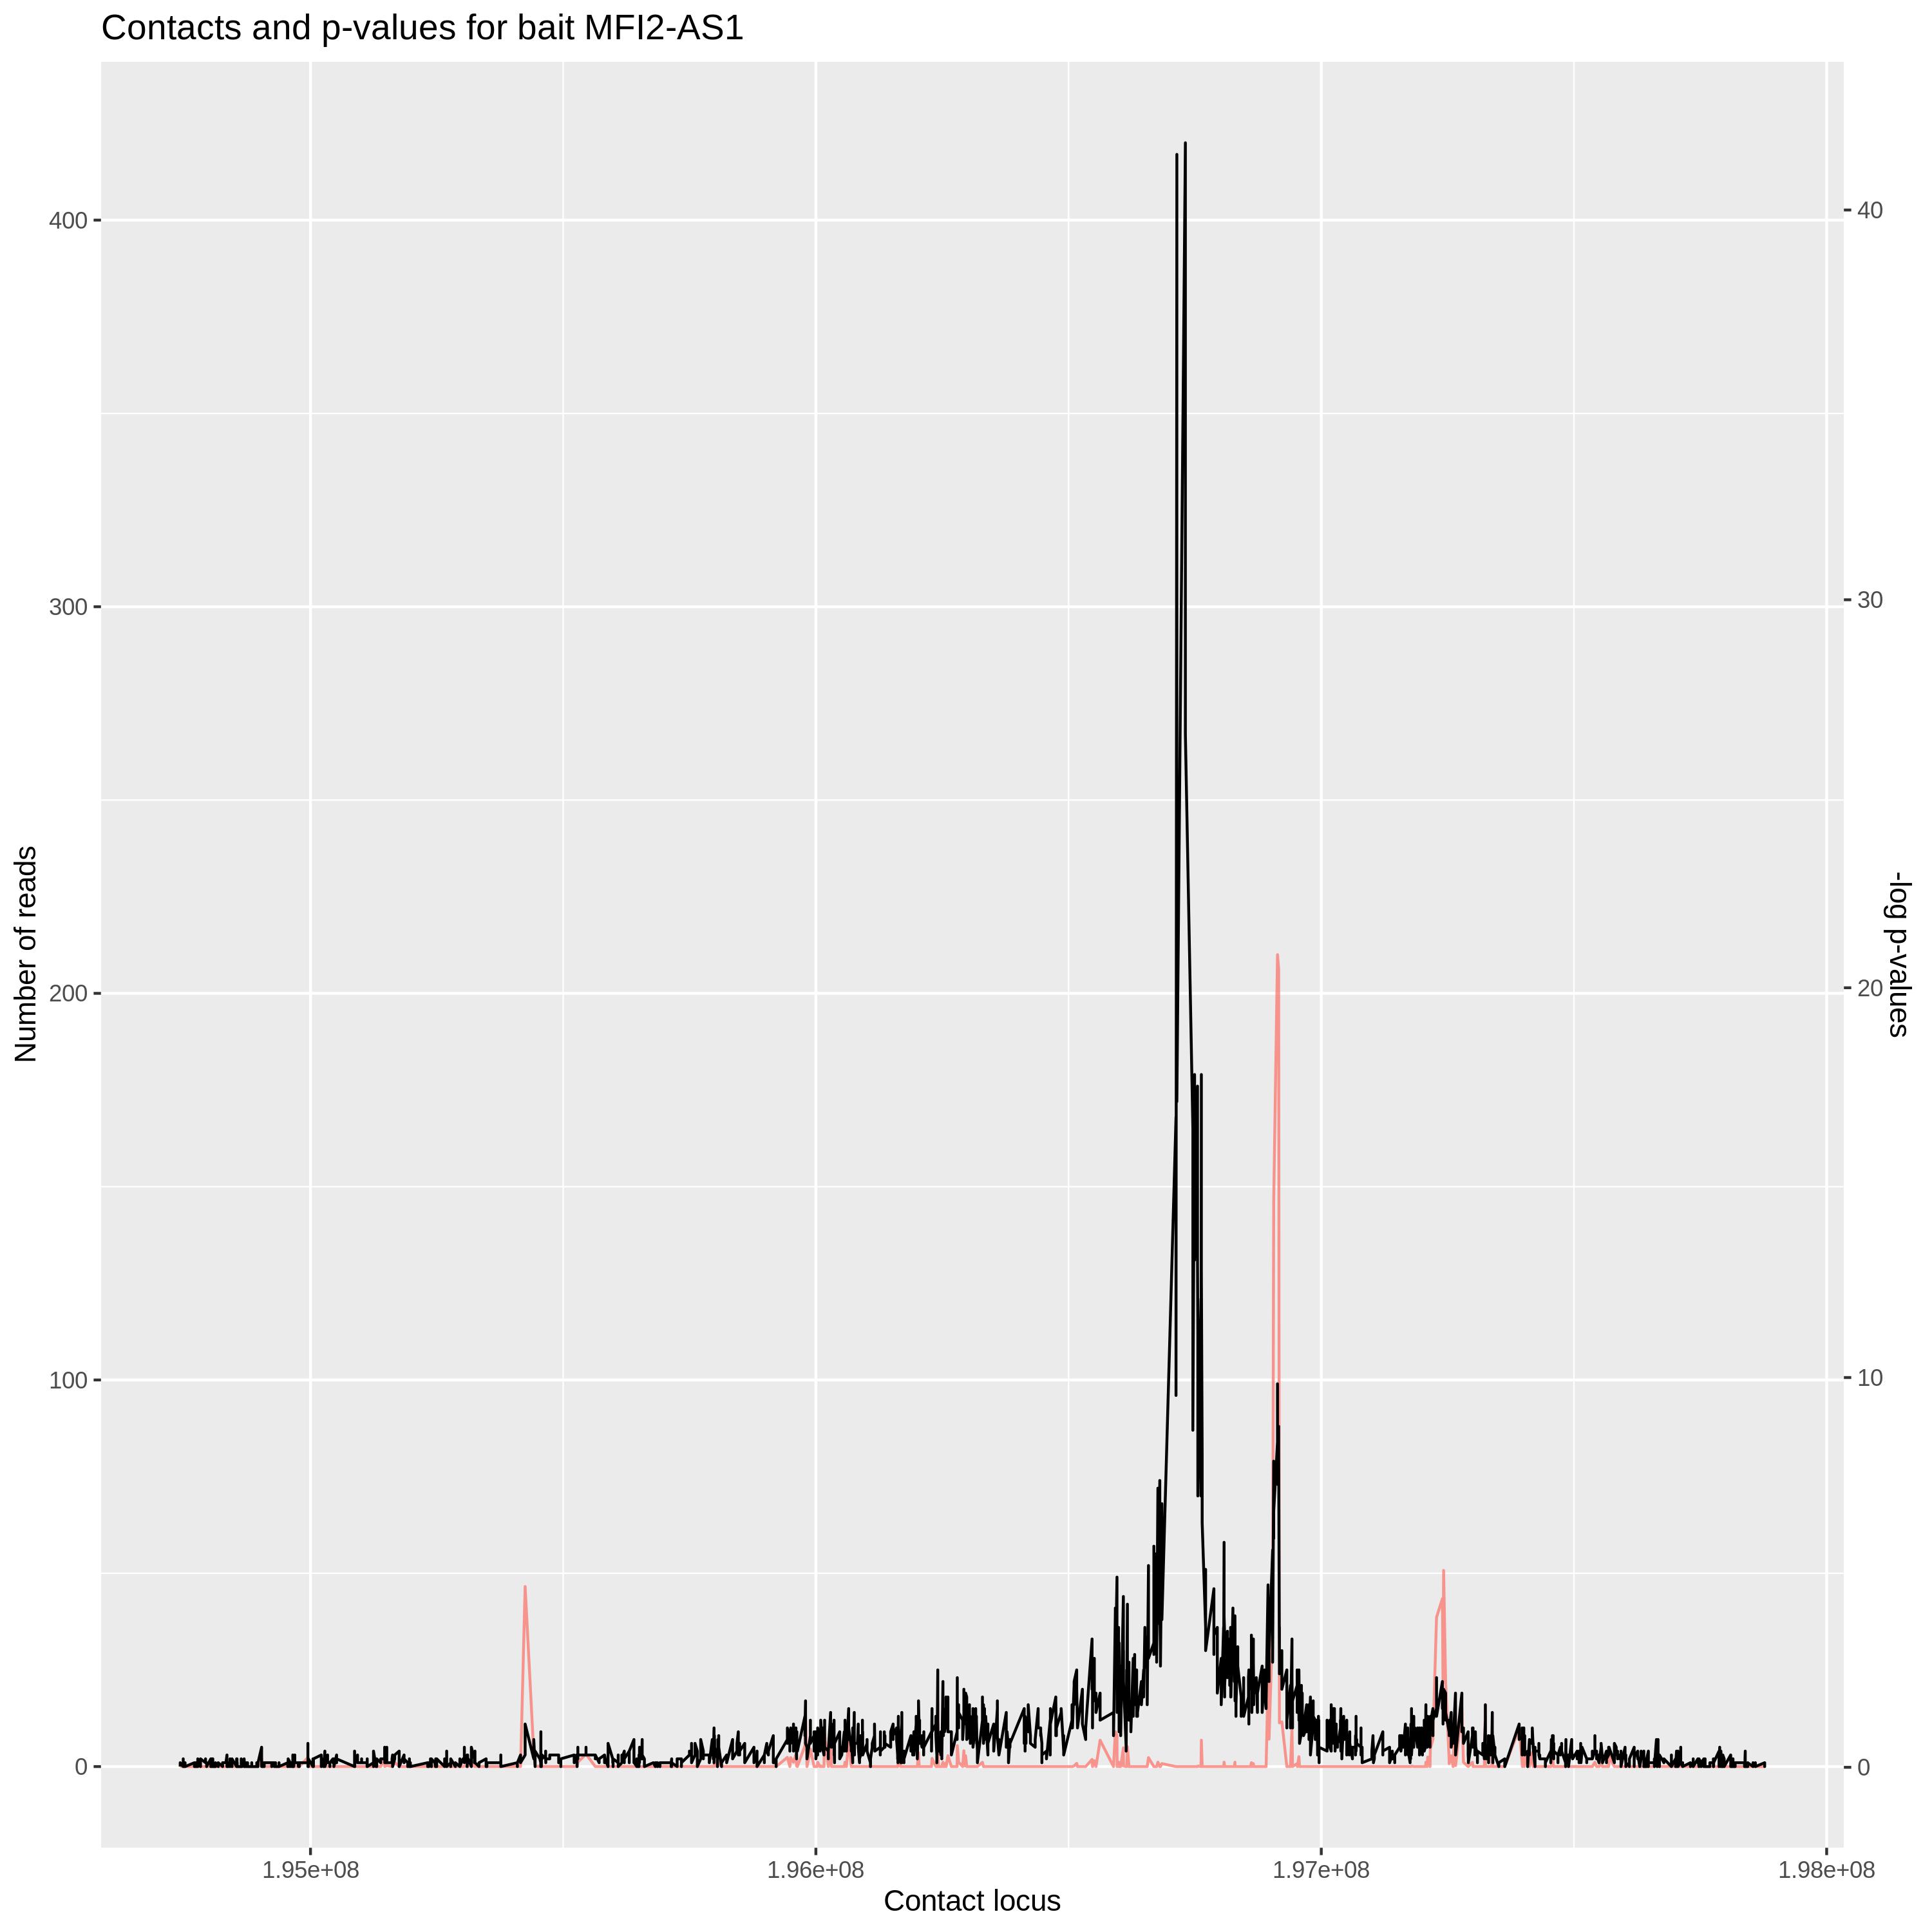 Contacts and p-values for bait MFI2-AS1
400
300
200
100
0
Number of reads
40
30
20
10
0
-log p-values
1.95e+08
1.96e+08
1.97e+08
1.98e+08
Contact locus